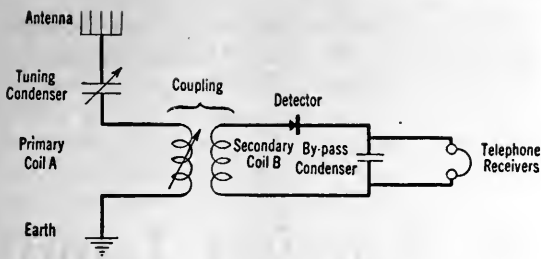 Antenna
Tuning
Condenser
Coupling
Detector
Primary
Coil A
Secondary
Coil B
By-pass
Condenser
Telephone
Receivers
Earth